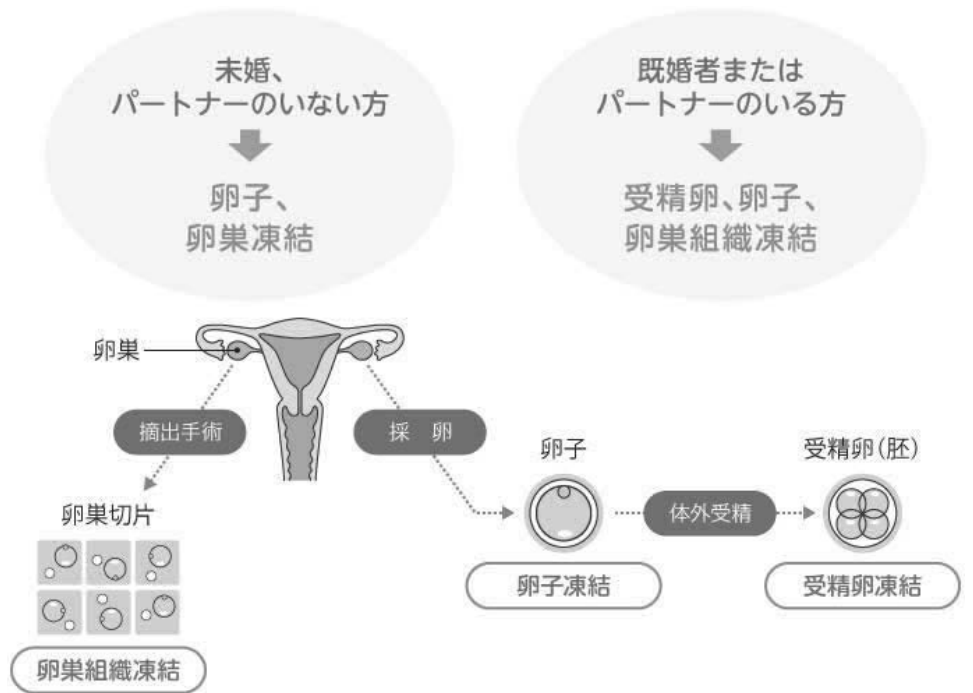 未婚、
パートナーのいない方
卵子、
卵巣凍結
既婚者または
パートナーのいる方
受精卵、卵子、
卵巣組織凍結
卵巣
摘出手術
採 卵
卵巣切片
卵巣組織凍結
卵子
卵子凍結
体外受精
受精卵(胚)
受精卵凍結